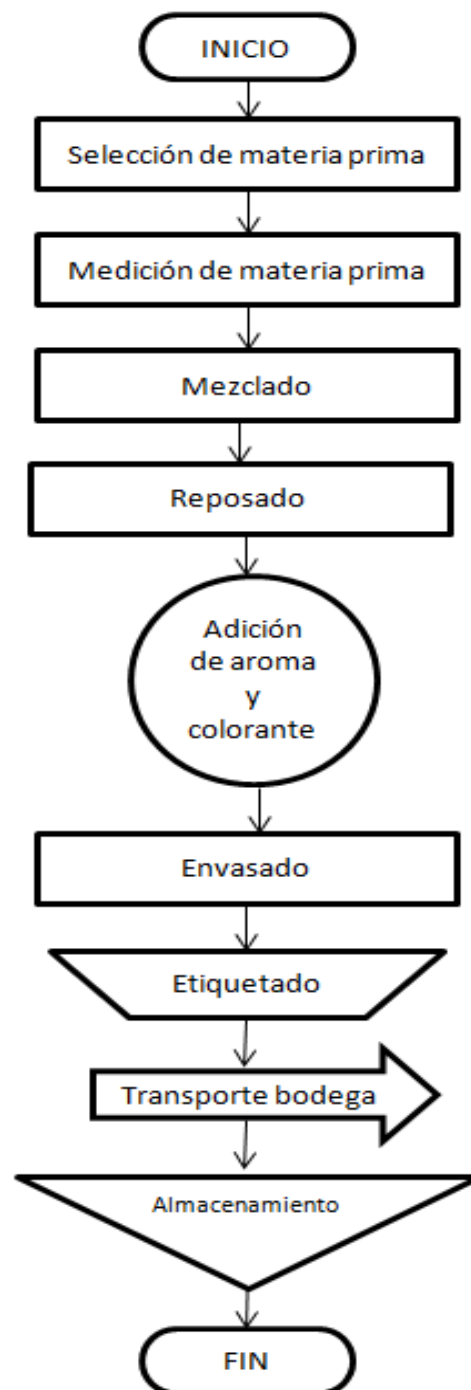 INICIO
Selección de materia prima
Medición de materia prima
Mezclado
Reposado
Adición
de aroma
y
colorante
Envasado
Etiquetado
Transporte bodega
Almacenamiento
FIN